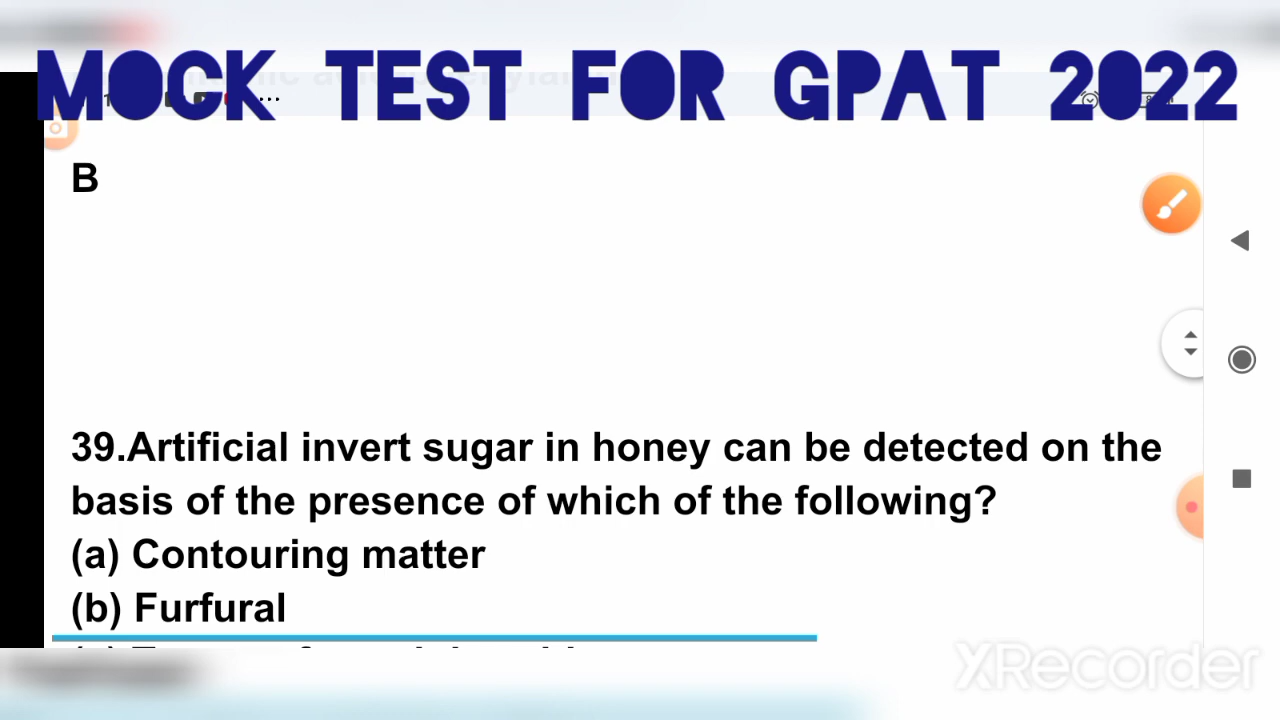 MOCK TEST FOR GPAT 2022
B
39.Artificial invert sugar in honey can be detected on the
basis of the presence of which of the following?
(a) Contouring matter
(b) Furfural
XRecorder